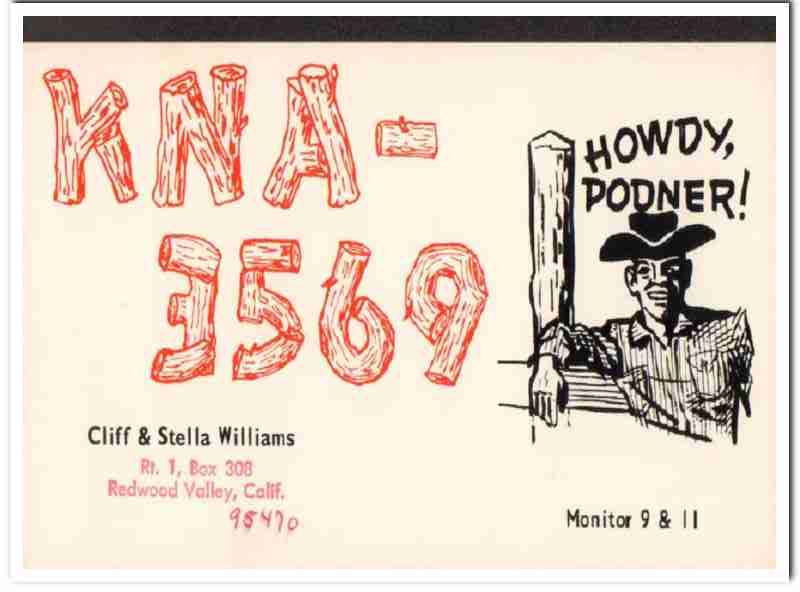 KNA-
3569
HOWDY,
PODNER!
Cliff & Stella Williams
Rt. 1, Box 308
Redwood Valley, Calif.
95470
Monitor 9 & 11